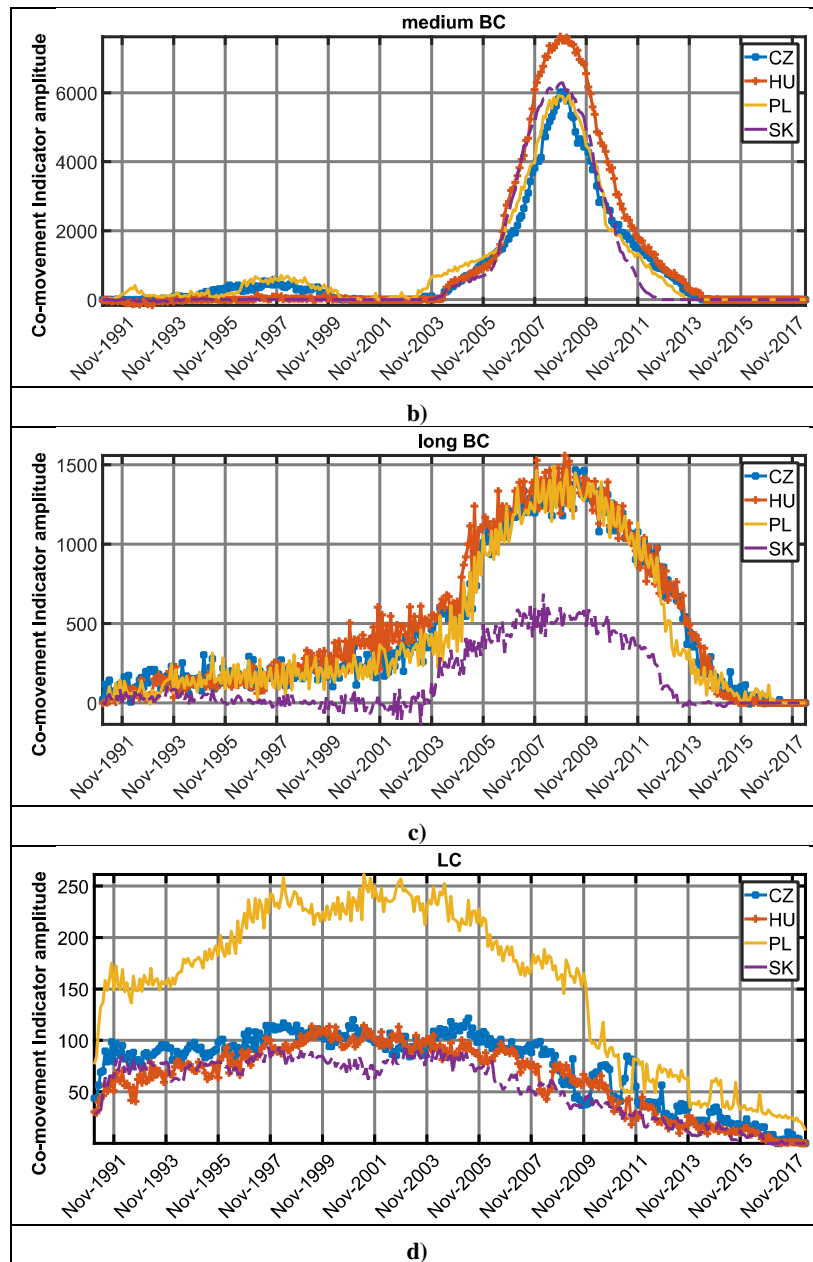 medium BC
Co-movement Indicator amplitude
6000
4000
2000
0
CZ
HU
PL
SK
Nov-1991
Nov-1993
Nov-1995
Nov-1997
Nov-1999
Nov-2001
Nov-2003
Nov-2005
Nov-2007
Nov-2009
Nov-2011
Nov-2013
Nov-2015
Nov-2017
b)
long BC
Co-movement Indicator amplitude
1500
1000
500
0
CZ
HU
PL
SK
Nov-1991
Nov-1993
Nov-1995
Nov-1997
Nov-1999
Nov-2001
Nov-2003
Nov-2005
Nov-2007
Nov-2009
Nov-2011
Nov-2013
Nov-2015
Nov-2017
c)
LC
Co-movement Indicator amplitude
250
200
150
100
50
CZ
HU
PL
SK
Nov-1991
Nov-1993
Nov-1995
Nov-1997
Nov-1999
Nov-2001
Nov-2003
Nov-2005
Nov-2007
Nov-2009
Nov-2011
Nov-2013
Nov-2015
Nov-2017
d)